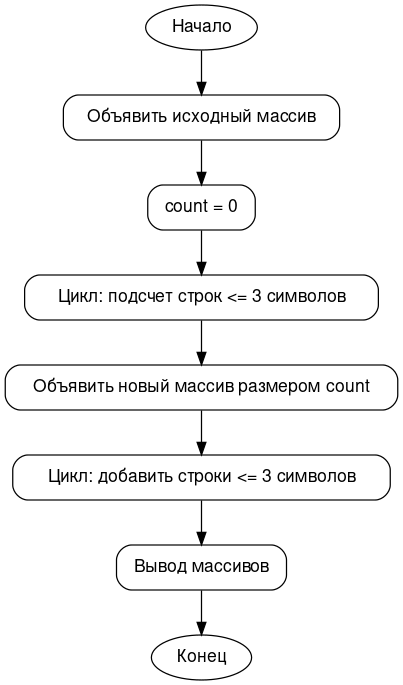 Начало
Объявить исходный массив
count = 0
Цикл: подсчет строк <= 3 символов
Объявить новый массив размером count
Цикл: добавить строки <= 3 символов
Вывод массивов
Конец